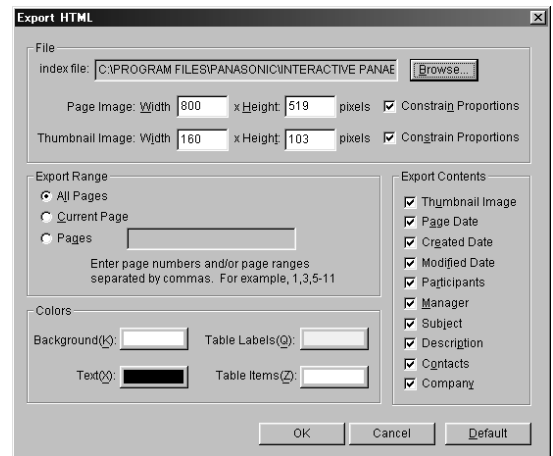 Export HTML
File
index file: C:\PROGRAM FILES\PANASONIC\INTERACTIVE PANAE Browse...
Page Image: Width 800 x Height: 519 pixels Constrain Proportions
Thumbnail Image: Width 160 x Height: 103 pixels Constrain Proportions
Export Range
All Pages
Current Page
Pages
Enter page numbers and/or page ranges
separated by commas. For example, 1,3,5-11
Export Contents
Thumbnail Image
Page Date
Created Date
Modified Date
Participants
Manager
Subject
Description
Contacts
Company
Colors
Background(K): Table Labels(Q):
Text(X): Table Items(Z):
OK Cancel Default